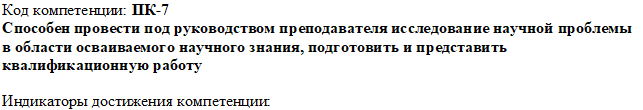 Код компетенции: ПК-7
Способен провести под руководством преподавателя исследование научной проблемы
в области осваиваемого научного знания, подготовить и представить
квалификационную работу
Индикаторы достижения компетенции: